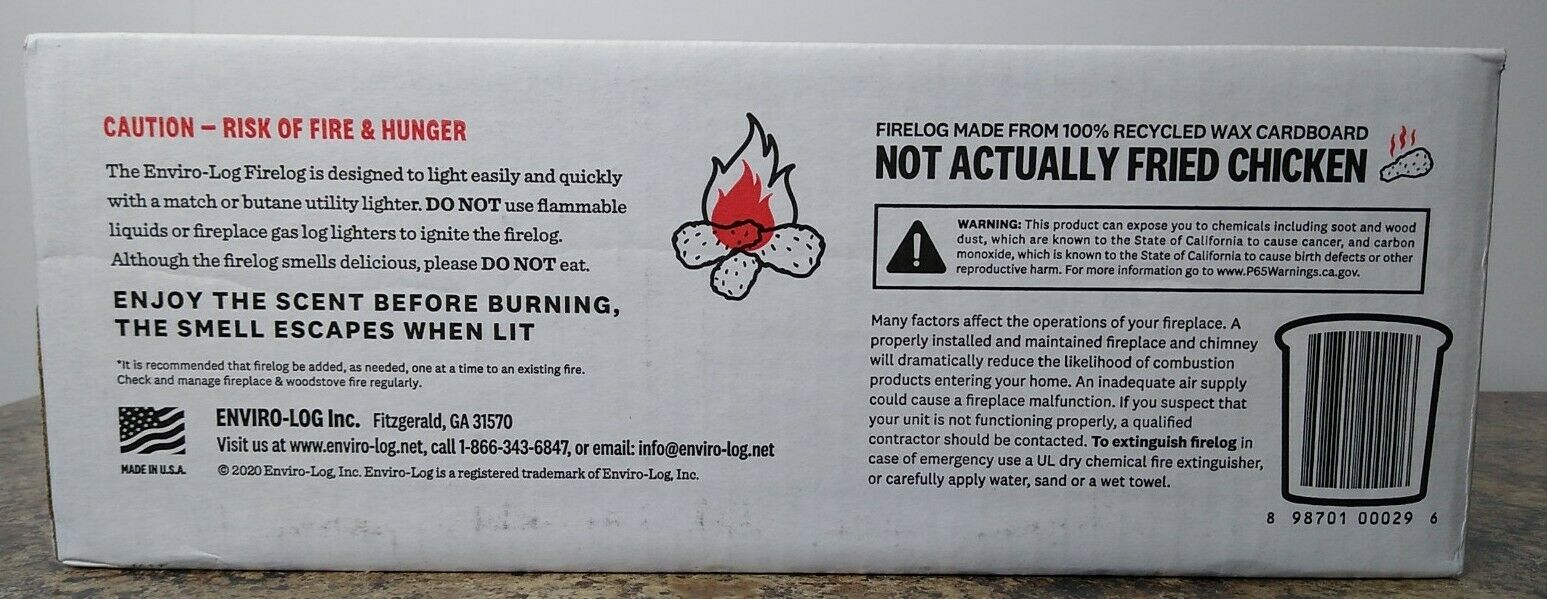 CAUTION – RISK OF FIRE & HUNGER
The Enviro-Log Firelog is designed to light easily and quickly
with a match or butane utility lighter. DO NOT use flammable
liquids or fireplace gas log lighters to ignite the firelog.
Although the firelog smells delicious, please DO NOT eat.
ENJOY THE SCENT BEFORE BURNING,
THE SMELL ESCAPES WHEN LIT
*It is recommended that firelog be added, as needed, one at a time to an existing fire.
Check and manage fireplace & woodstove fire regularly.
MADE IN U.S.A.
ENVIRO-LOG Inc. Fitzgerald, GA 31570
Visit us at www.enviro-log.net, call 1-866-343-6847, or email: info@enviro-log.net
© 2020 Enviro-Log, Inc. Enviro-Log is a registered trademark of Enviro-Log, Inc.
FIRELOG MADE FROM 100% RECYCLED WAX CARDBOARD
NOT ACTUALLY FRIED CHICKEN
WARNING: This product can expose you to chemicals including soot and wood
dust, which are known to the State of California to cause cancer, and carbon
monoxide, which is known to the State of California to cause birth defects or other
reproductive harm. For more information go to www.P65Warnings.ca.gov.
Many factors affect the operations of your fireplace. A
properly installed and maintained fireplace and chimney
will dramatically reduce the likelihood of combustion
products entering your home. An inadequate air supply
could cause a fireplace malfunction. If you suspect that
your unit is not functioning properly, a qualified
contractor should be contacted. To extinguish firelog in
case of emergency use a UL dry chemical fire extinguisher,
or carefully apply water, sand or a wet towel.
8 98701 00029 6